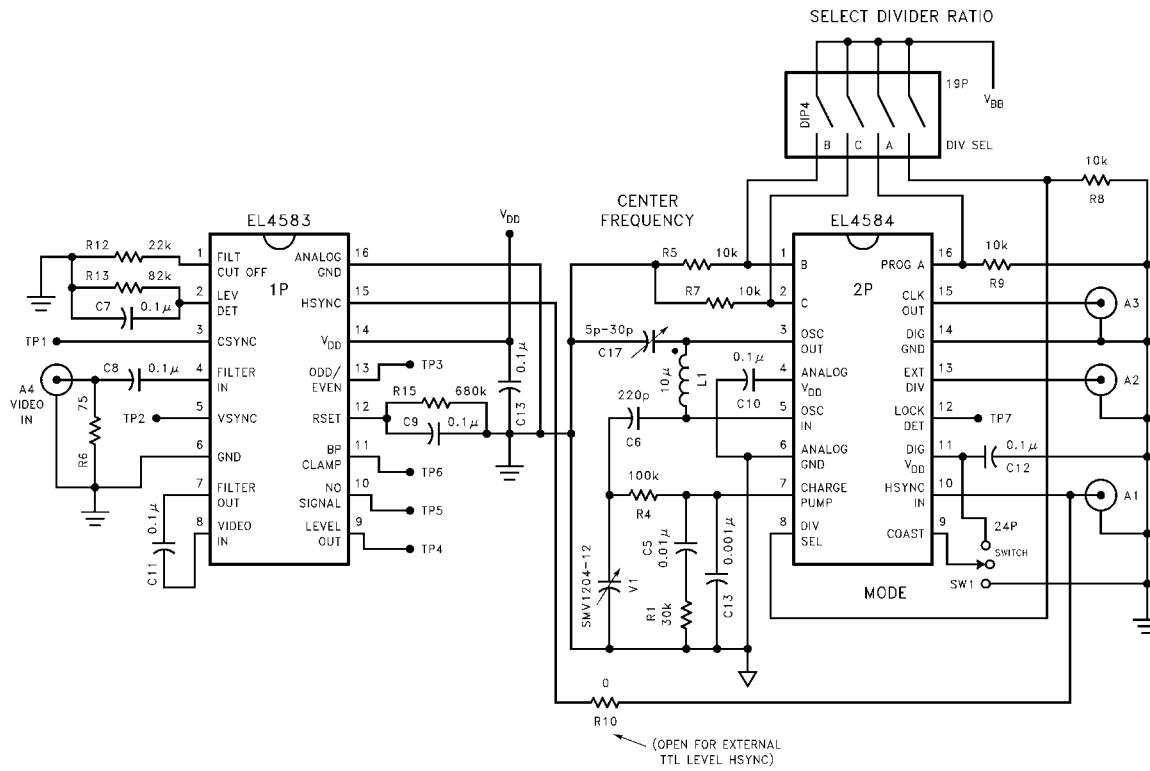 SELECT DIVIDER RATIO
19P
DIP4
V_BB
B C A
DIV SEL
10k
R8
CENTER
FREQUENCY
EL4583
V_DD
EL4584
R12 22k
R13 82k
C7 0.1μ
1 FILT
CUT OFF
2 LEV
DET
3 CSYNC
4 FILTER
IN
5 VSYNC
6 GND
7 FILTER
OUT
8 VIDEO
IN
1P
ANALOG 16
GND
HSYNC 15
V_DD 14
ODD/ 13
EVEN
RSET 12
BP 11
CLAMP
NO 10
SIGNAL
LEVEL 9
OUT
TP1
C8 0.1μ
A4
VIDEO
IN
75
R6
TP2
0.1μ
C11
TP3
R15 680k
C9 0.1μ
0.1μ
C13
TP6
TP5
TP4
R5 10k
R7 10k
5p-30p
C17
10μ
L1
0.1μ
C10
220p
C6
100k
R4
C5
0.01μ
0.001μ
C13
SMV1204-12
V1
R1
30k
1 B
2 C
3 OSC
OUT
4 ANALOG
V_DD
5 OSC
IN
6 ANALOG
GND
7 CHARGE
PUMP
8 DIV
SEL
2P
PROG A 16
CLK 15
OUT
DIG 14
GND
EXT 13
DIV
LOCK 12
DET
DIG 11
V_DD
HSYNC 10
IN
COAST 9
10k
R9
A3
A2
TP7
0.1μ
C12
A1
24P
SWITCH
SW1
MODE
0
R10
(OPEN FOR EXTERNAL
TTL LEVEL HSYNC)